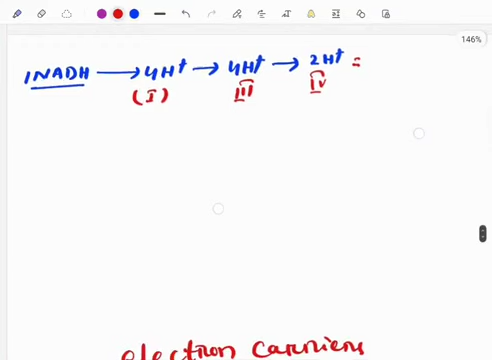 146%
1NADH → 4H⁺ → 4H⁺ → 2H⁺ =
(I) III IV
electron carriers